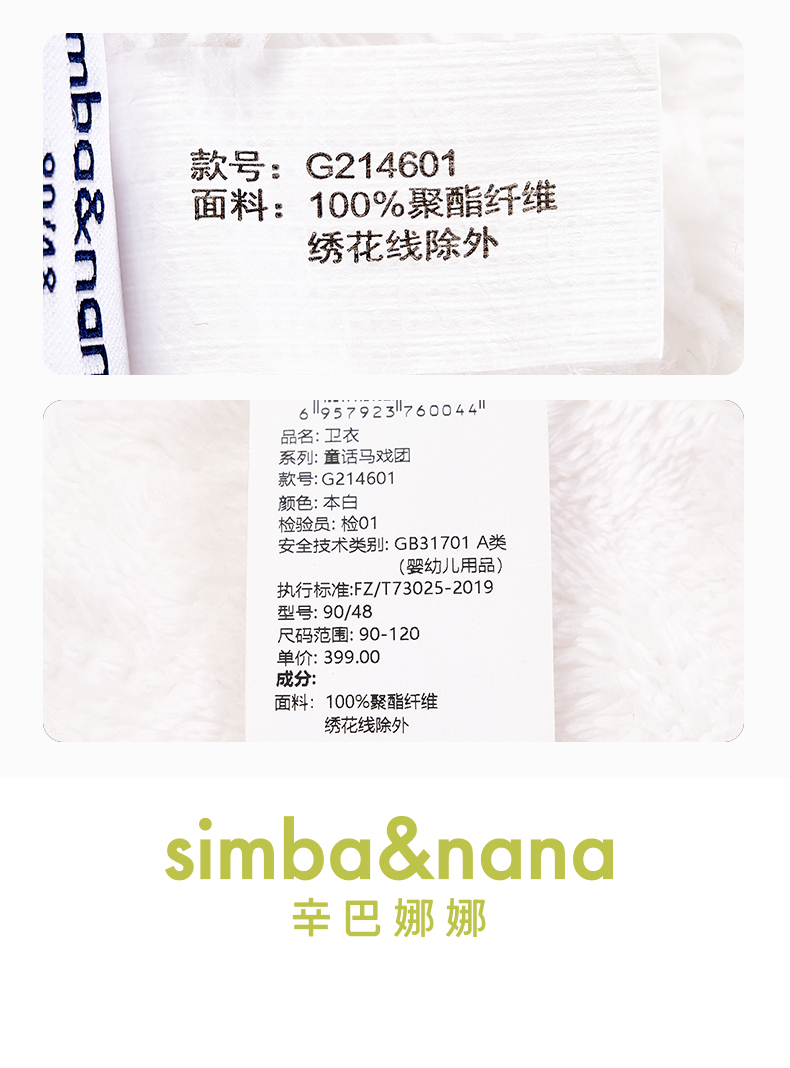 mba&nan
90/48
款号：G214601
面料：100%聚酯纤维
绣花线除外
6 957923 760044
品名: 卫衣
系列: 童话马戏团
款号:G214601
颜色: 本白
检验员: 检01
安全技术类别: GB31701 A类
（婴幼儿用品）
执行标准:FZ/T73025-2019
型号: 90/48
尺码范围: 90-120
单价: 399.00
成分:
面料：100%聚酯纤维
绣花线除外
simba&nana
辛巴娜娜